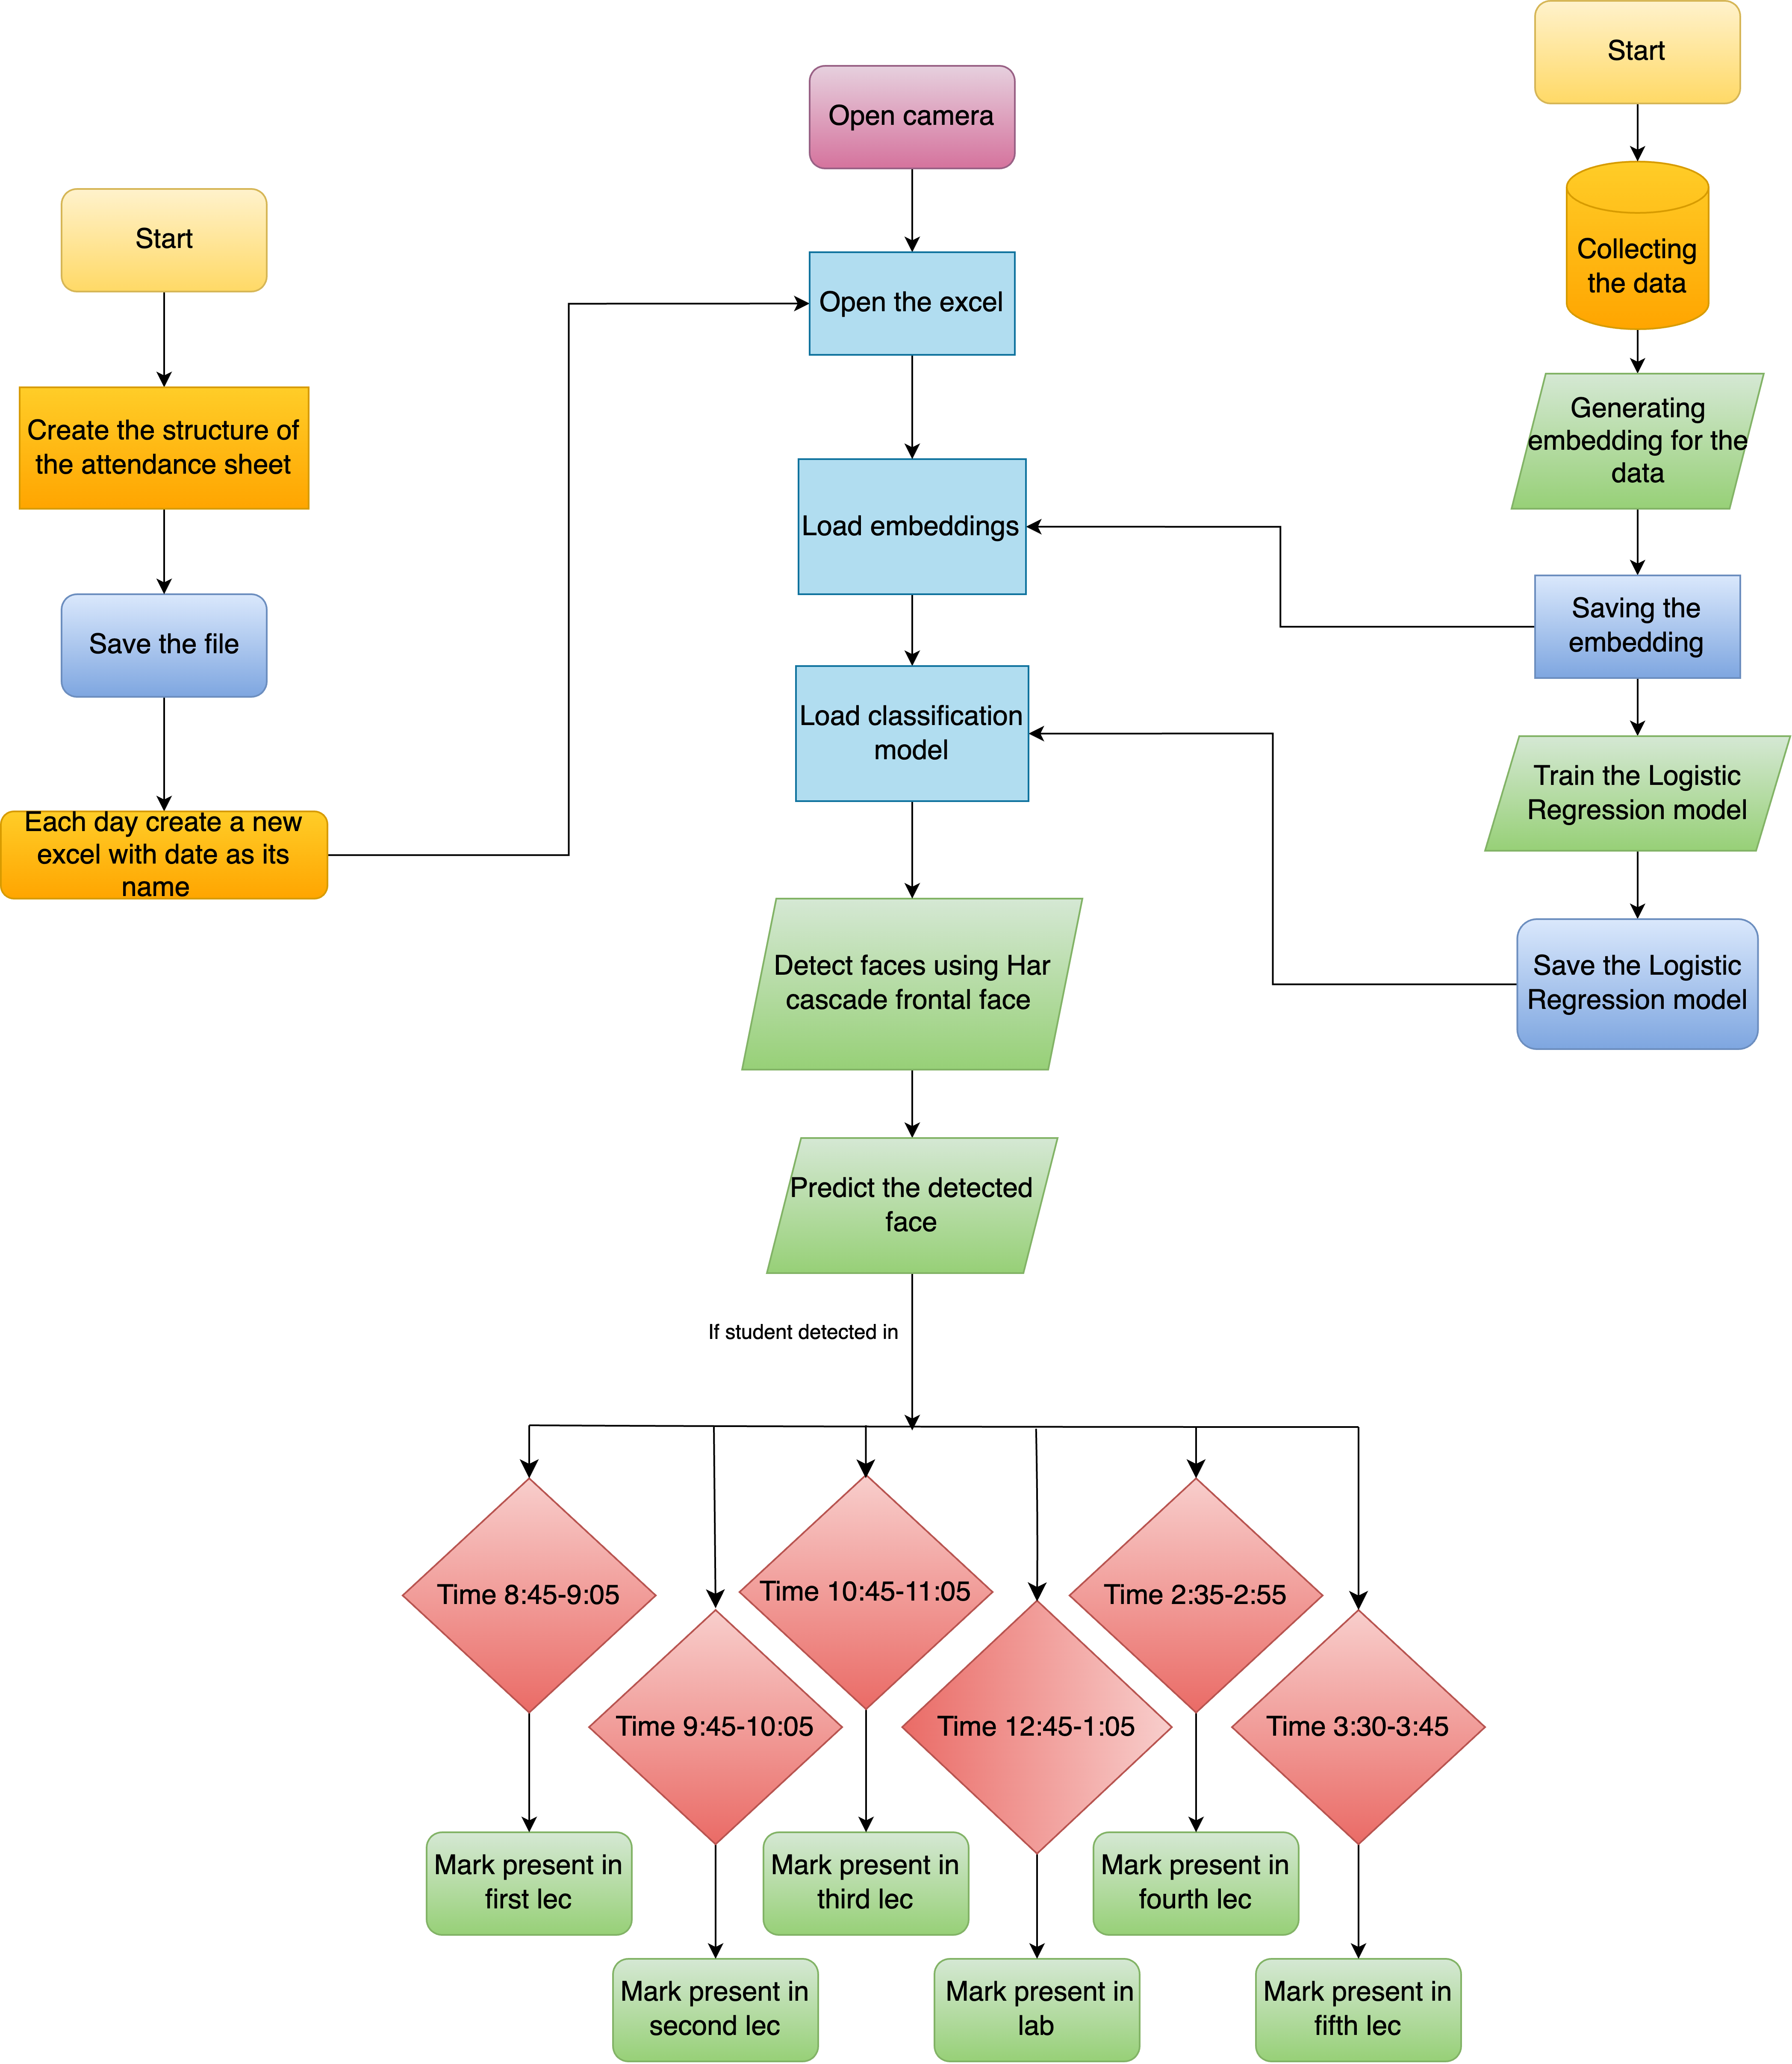 Start
Create the structure of
the attendance sheet
Save the file
Each day create a new
excel with date as its
name
Open camera
Open the excel
Load embeddings
Load classification
model
Detect faces using Har
cascade frontal face
Predict the detected
face
If student detected in
Start
Collecting
the data
Generating
embedding for the
data
Saving the
embedding
Train the Logistic
Regression model
Save the Logistic
Regression model
Time 8:45-9:05
Time 9:45-10:05
Time 10:45-11:05
Time 12:45-1:05
Time 2:35-2:55
Time 3:30-3:45
Mark present in
first lec
Mark present in
second lec
Mark present in
third lec
Mark present in
lab
Mark present in
fourth lec
Mark present in
fifth lec